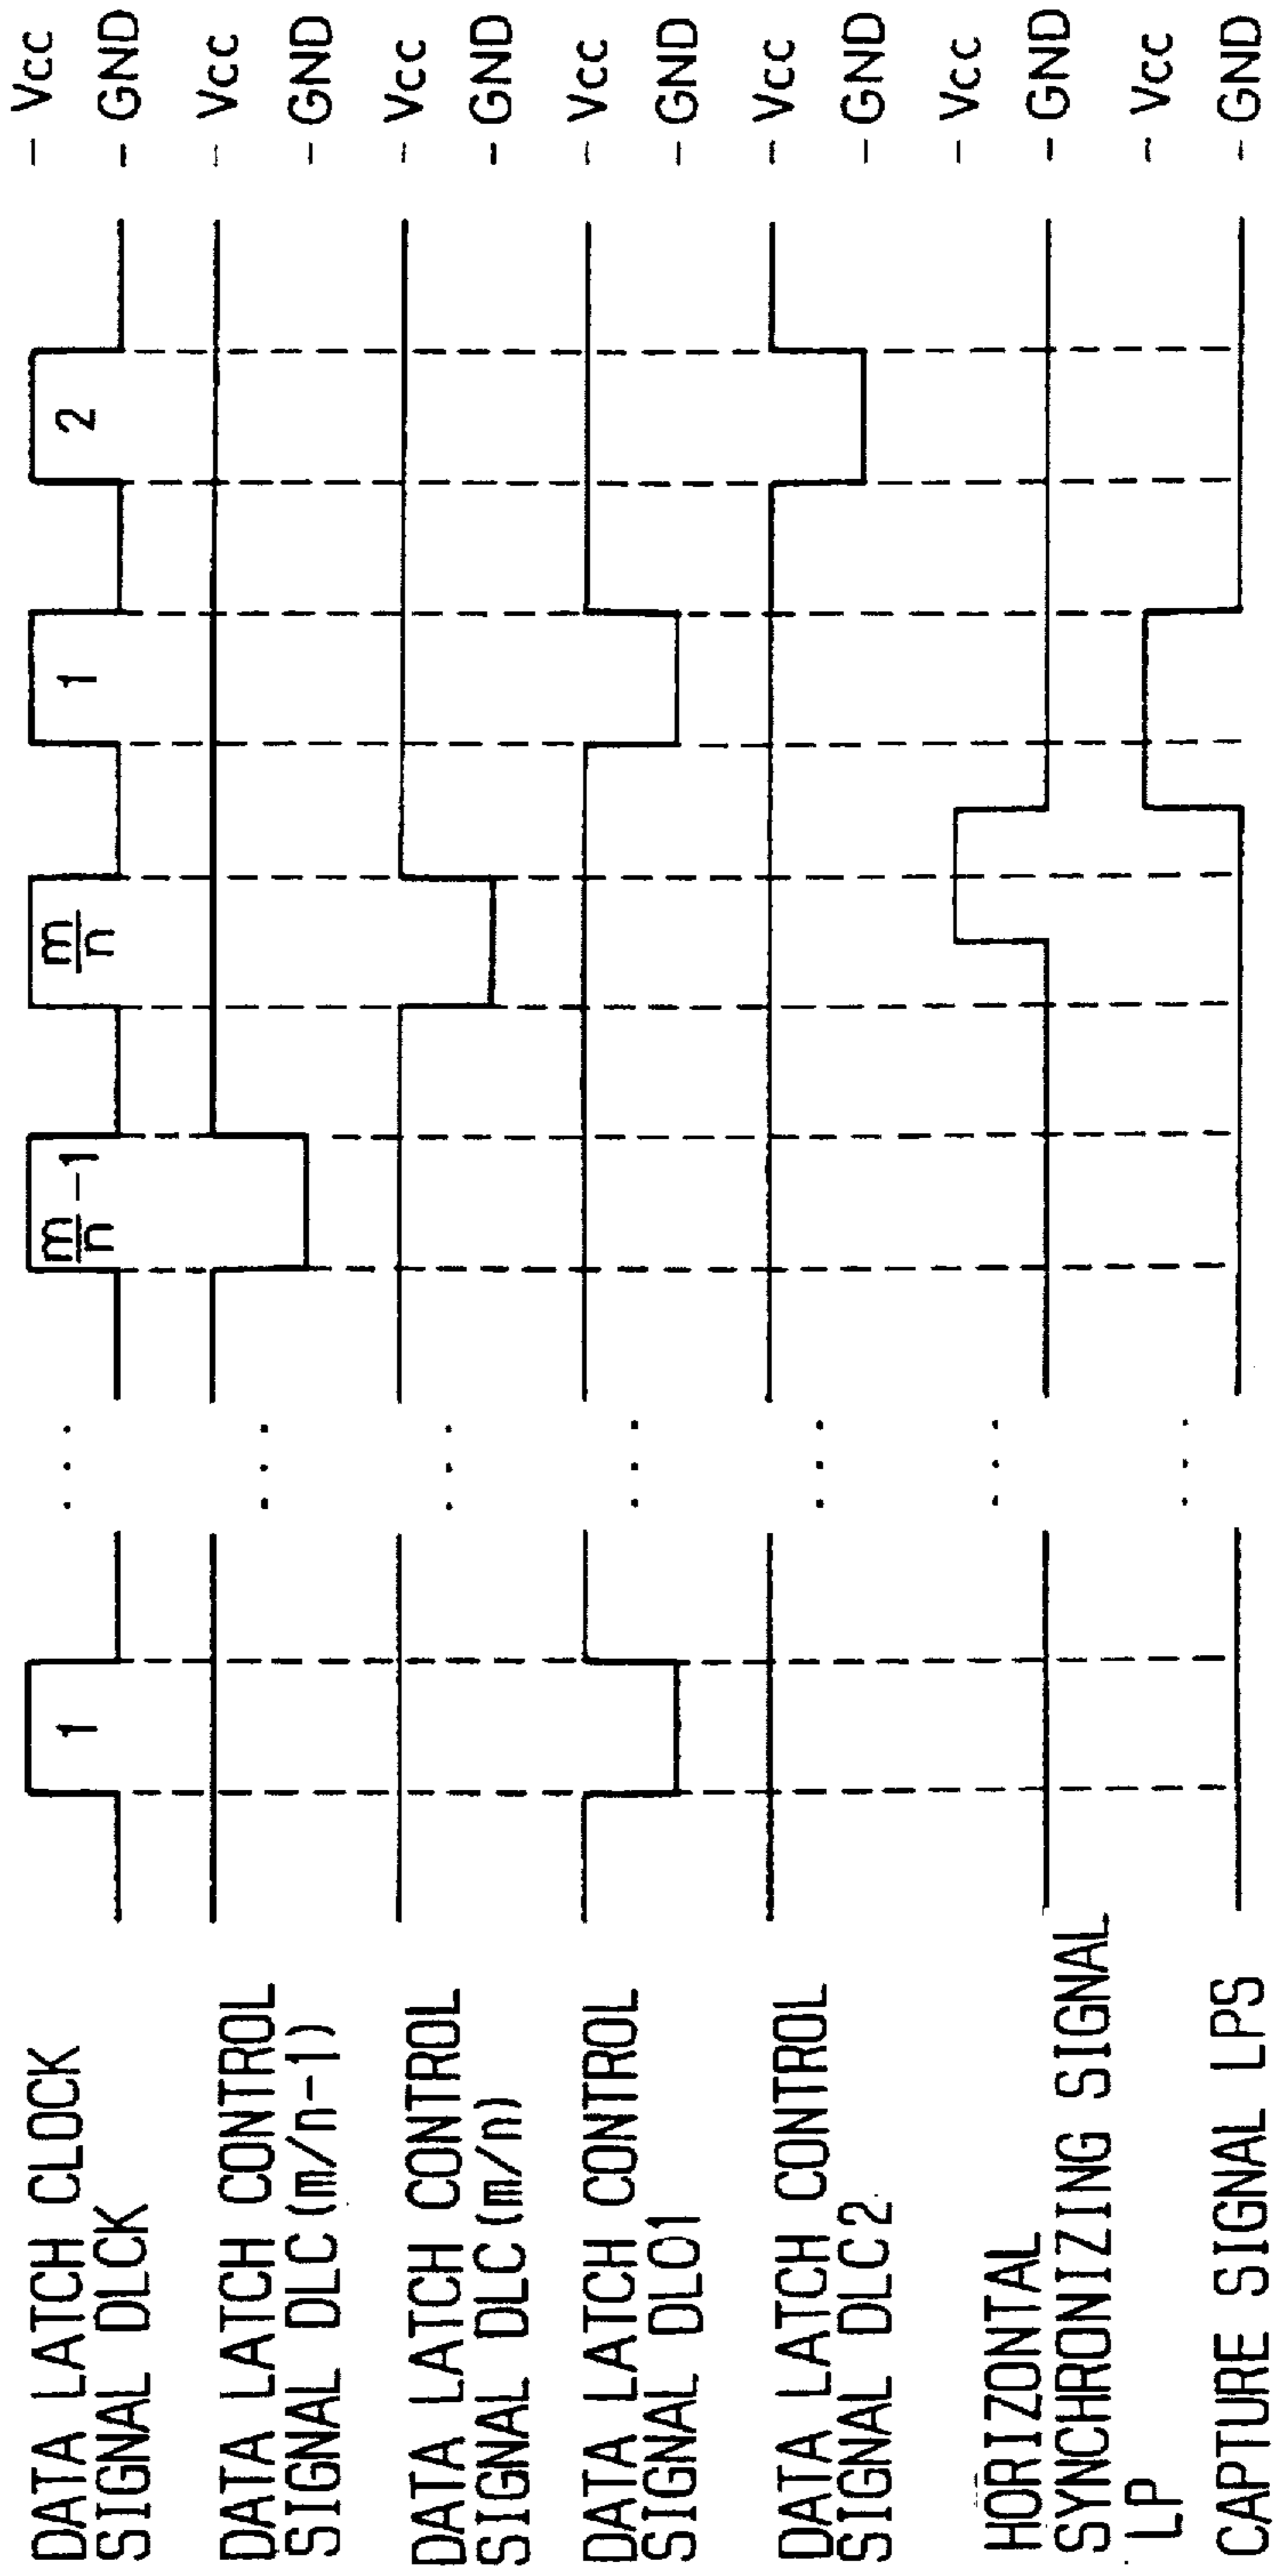 DATA LATCH CLOCK
SIGNAL DLCK
1
...
m/n -1
m/n
1
2
- Vcc
- GND
DATA LATCH CONTROL
SIGNAL DLC(m/n-1)
...
- Vcc
- GND
DATA LATCH CONTROL
SIGNAL DLC(m/n)
...
- Vcc
- GND
DATA LATCH CONTROL
SIGNAL DL01
...
- Vcc
- GND
DATA LATCH CONTROL
SIGNAL DLC2
...
- Vcc
- GND
HORIZONTAL
SYNCHRONIZING SIGNAL
LP
...
- Vcc
- GND
CAPTURE SIGNAL LPS
...
- Vcc
- GND